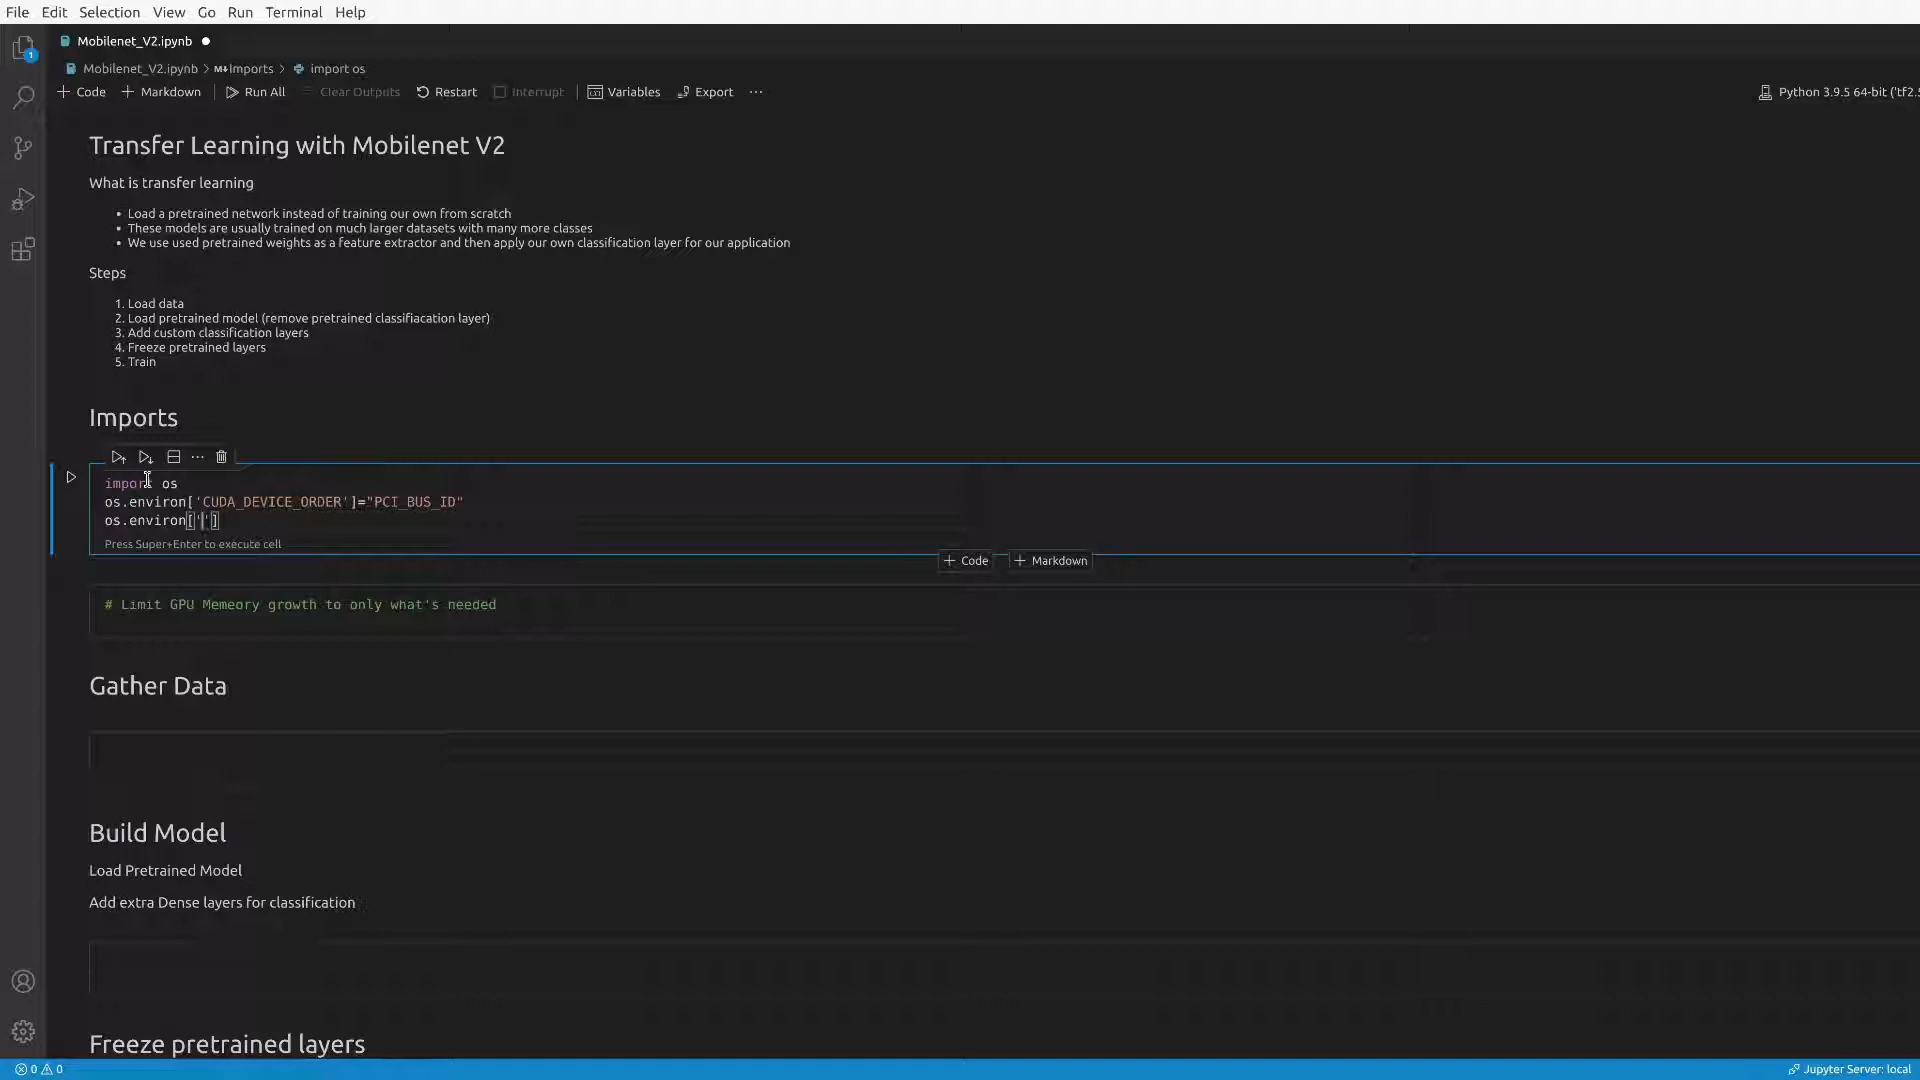 File Edit Selection View Go Run Terminal Help
Mobilenet_V2.ipynb
1
Mobilenet_V2.ipynb > M↓Imports > import os
Code Markdown Run All Clear Outputs Restart Interrupt Variables Export ...
Python 3.9.5 64-bit ('tf2.5
Transfer Learning with Mobilenet V2
What is transfer learning
• Load a pretrained network instead of training our own from scratch
• These models are usually trained on much larger datasets with many more classes
• We use used pretrained weights as a feature extractor and then apply our own classification layer for our application
Steps
1. Load data
2. Load pretrained model (remove pretrained classifiacation layer)
3. Add custom classification layers
4. Freeze pretrained layers
5. Train
Imports
import os
os.environ['CUDA_DEVICE_ORDER']="PCI_BUS_ID"
os.environ['']
Press Super+Enter to execute cell
Code Markdown
# Limit GPU Memeory growth to only what's needed
Gather Data
Build Model
Load Pretrained Model
Add extra Dense layers for classification
Freeze pretrained layers
0 0
Jupyter Server: local